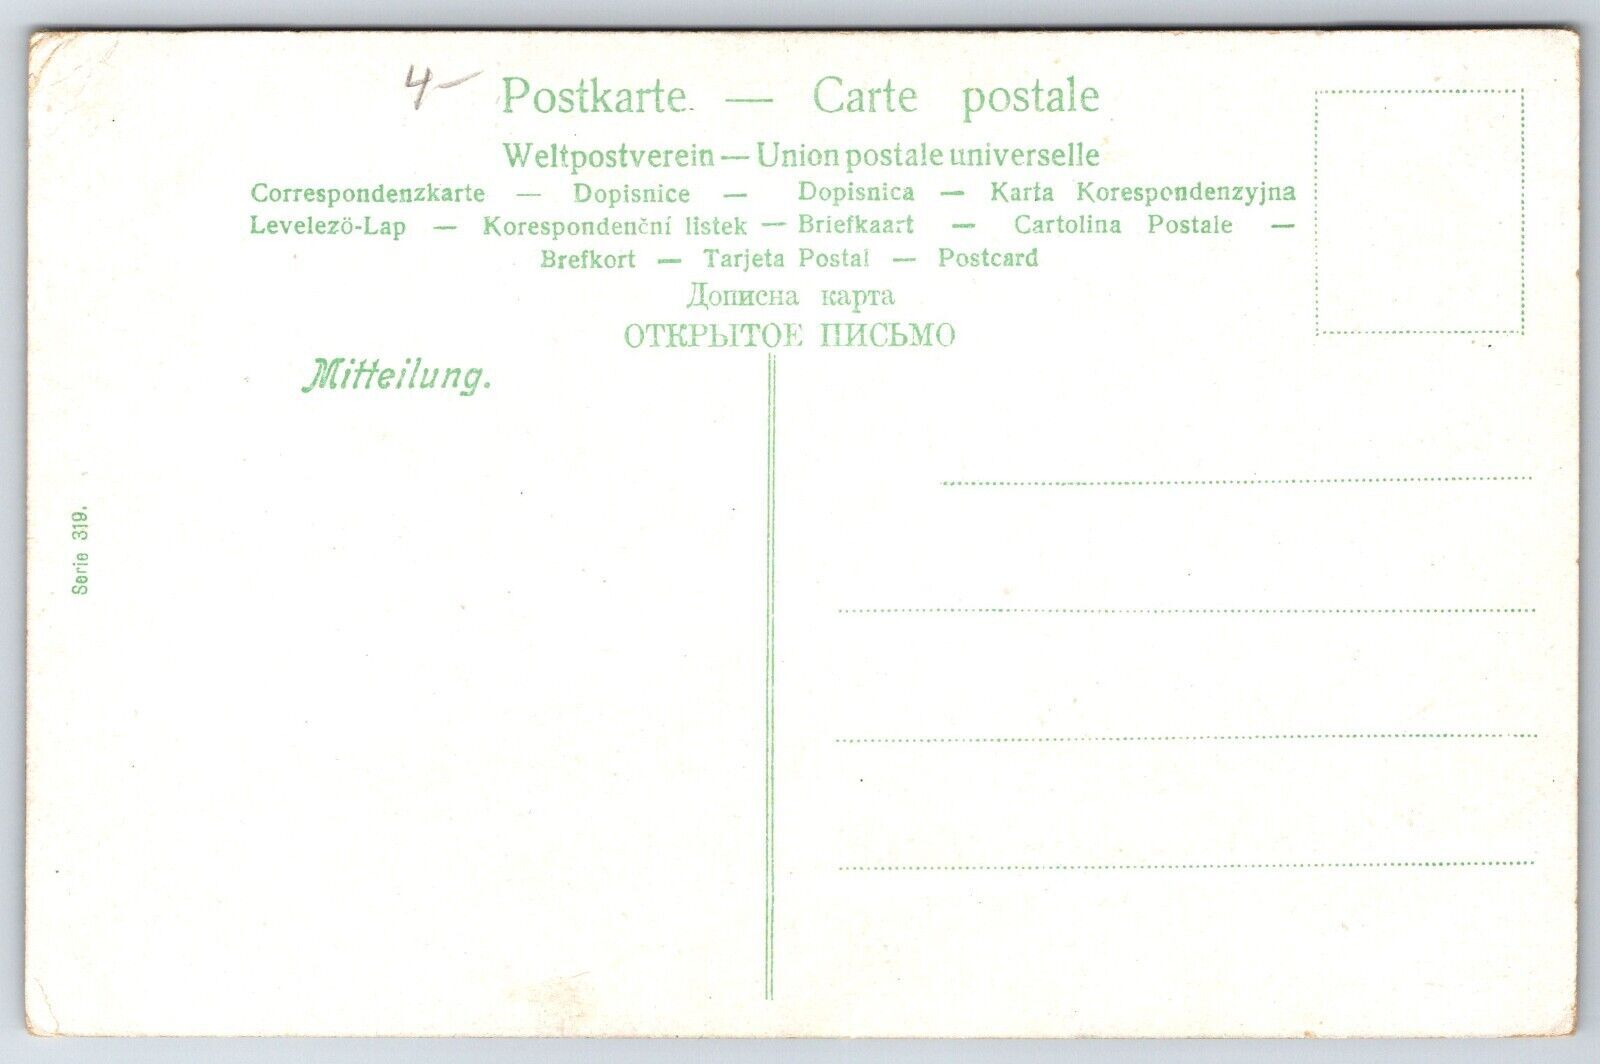 4-
Postkarte. — Carte postale
Weltpostverein — Union postale universelle
Correspondenzkarte — Dopisnice — Dopisnica — Karta Korespondenzyjna
Levelezö-Lap — Korespondenční listek — Briefkaart — Cartolina Postale —
Brefkort — Tarjeta Postal — Postcard
Дописна карта
ОТКРЫТОЕ ПИСЬМО
Mitteilung.
Serie 319.